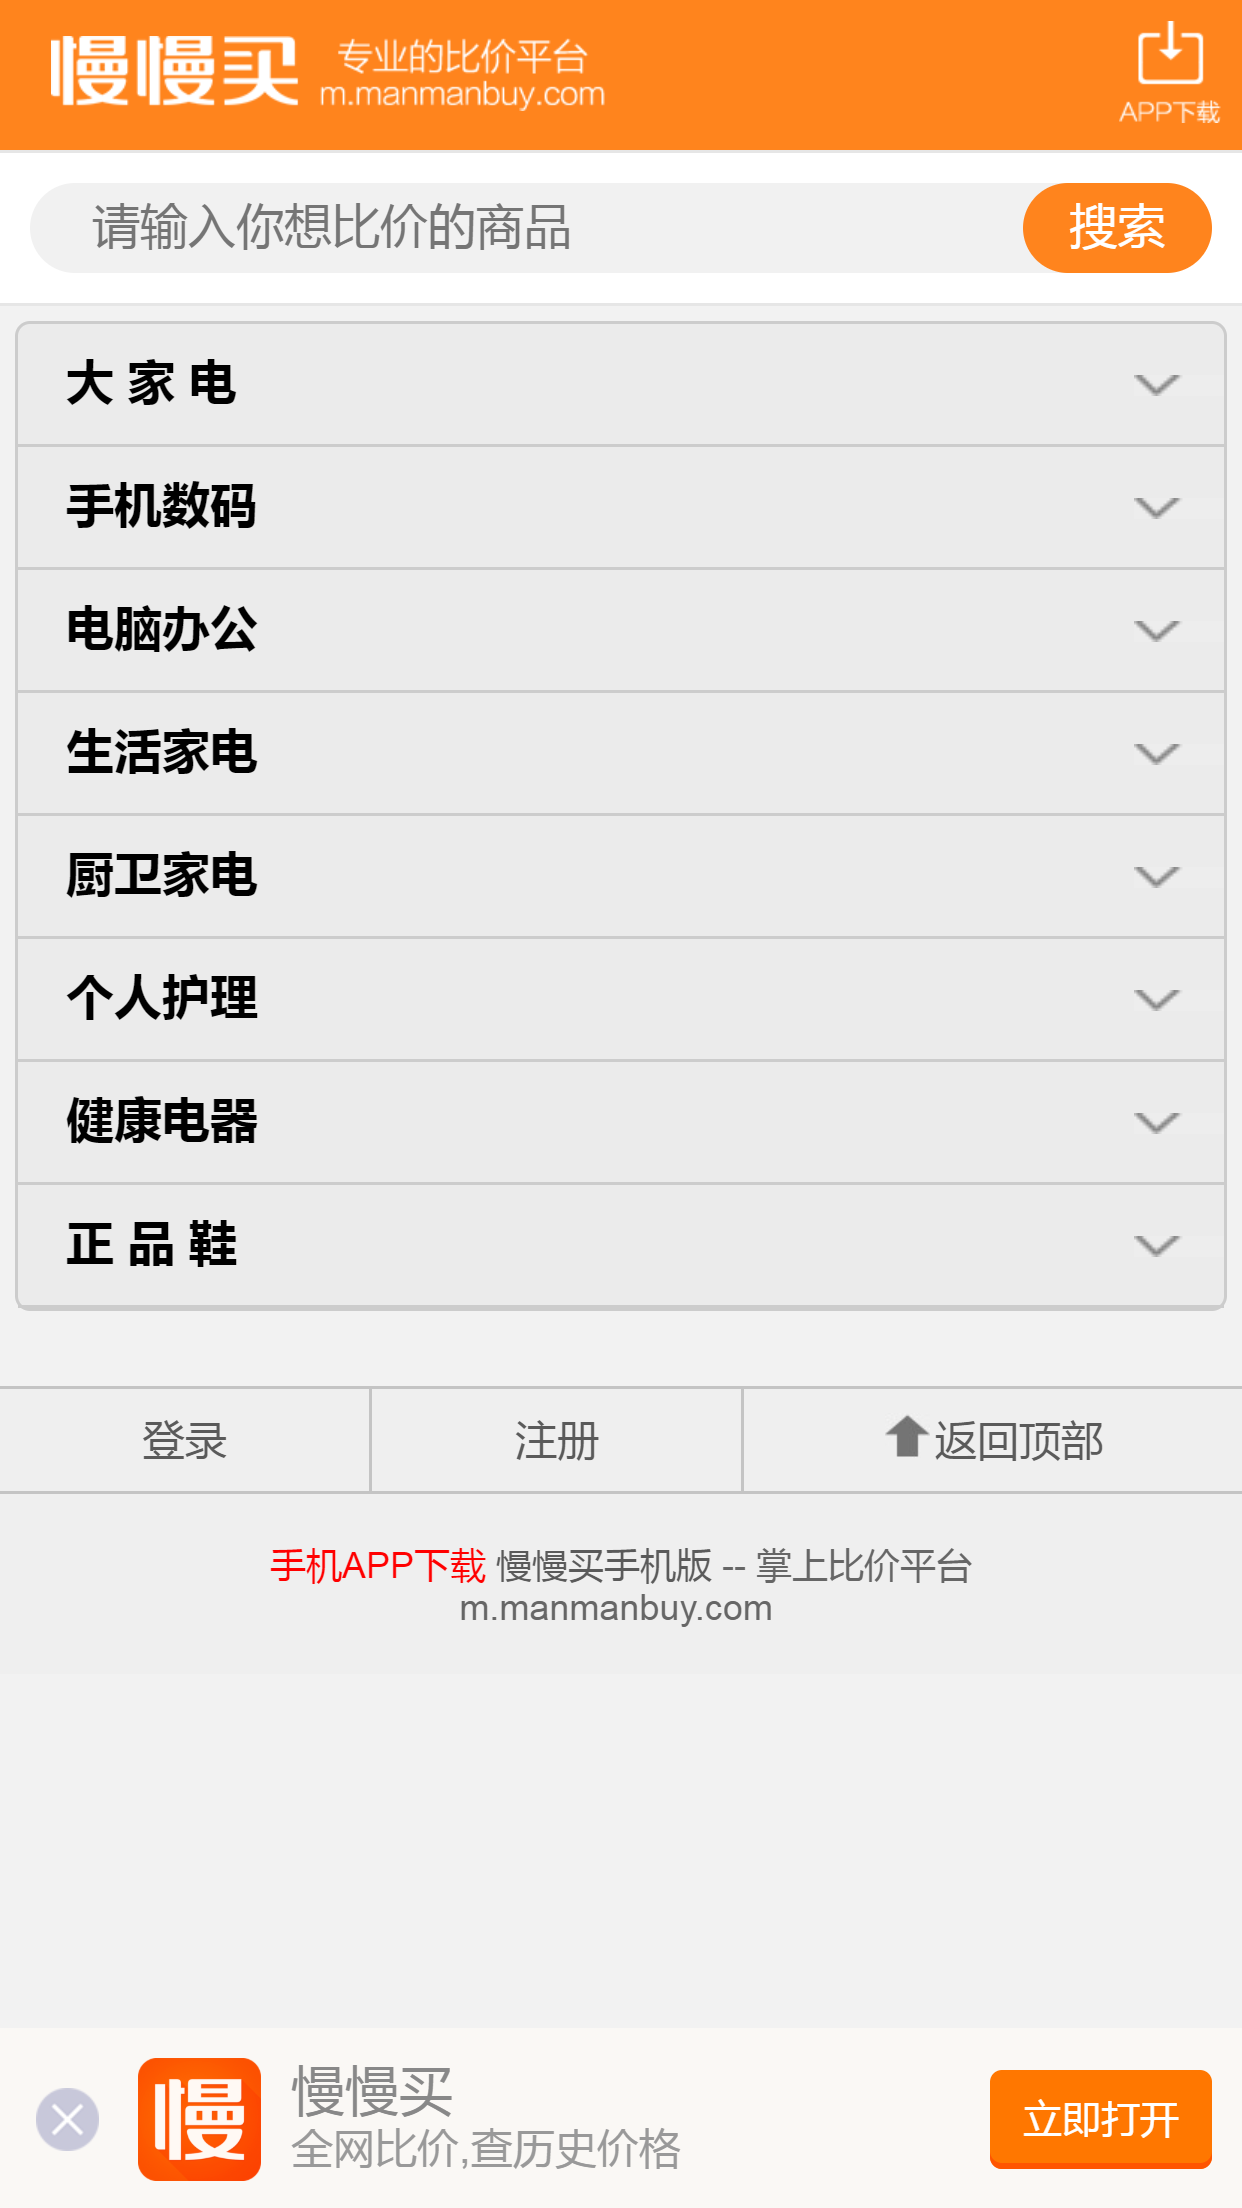 慢慢买
专业的比价平台
m.manmanbuy.com
APP下载
请输入你想比价的商品
搜索
大 家 电
手机数码
电脑办公
生活家电
厨卫家电
个人护理
健康电器
正 品 鞋
登录
注册
返回顶部
手机APP下载 慢慢买手机版 -- 掌上比价平台
m.manmanbuy.com
慢
慢慢买
全网比价,查历史价格
立即打开